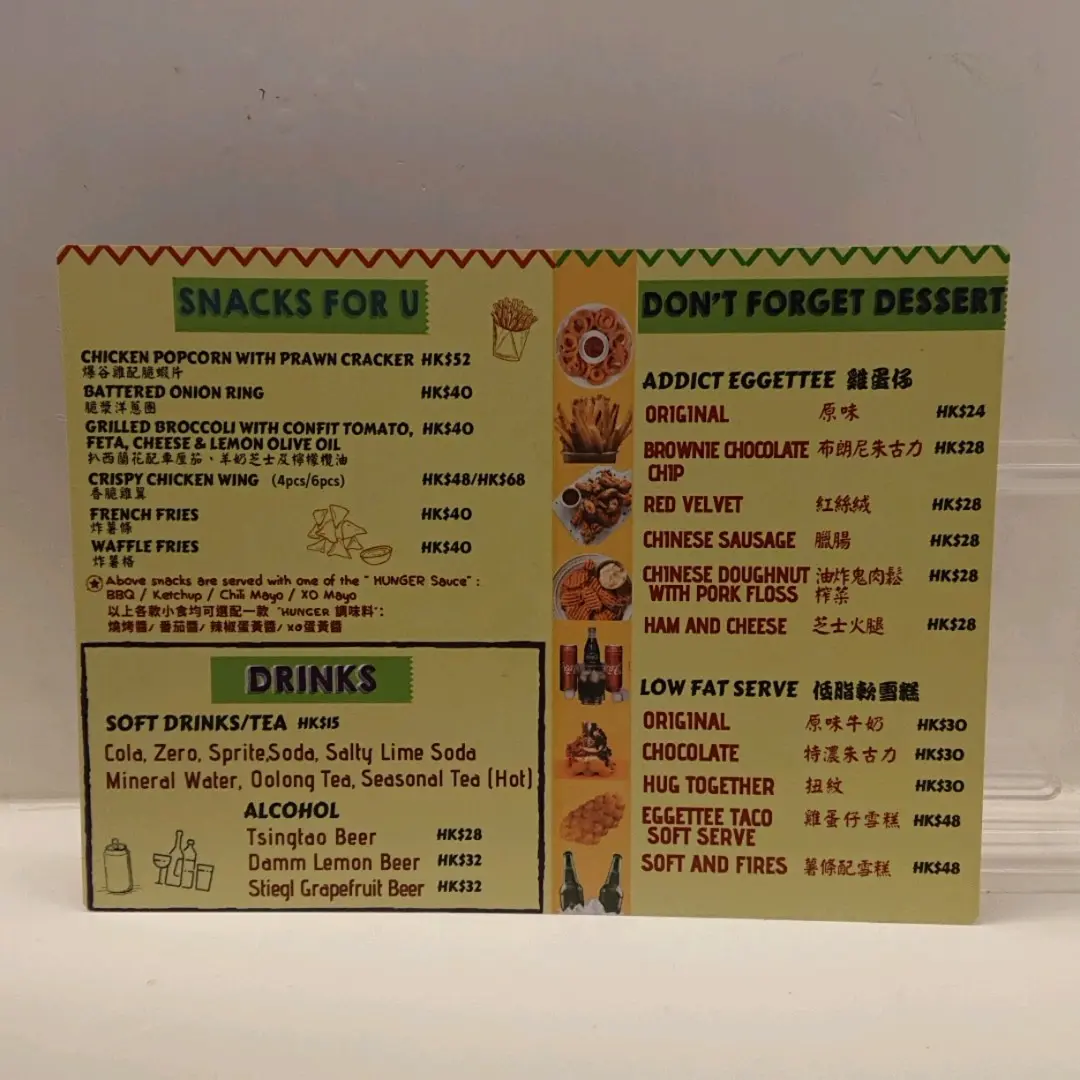 SNACKS FOR U
CHICKEN POPCORN WITH PRAWN CRACKER HK$52
爆谷雞配脆蝦片
BATTERED ONION RING HK$40
脆漿洋蔥圈
GRILLED BROCCOLI WITH CONFIT TOMATO, HK$40
FETA, CHEESE & LEMON OLIVE OIL
扒西蘭花配車厘茄、羊奶芝士及檸檬欖油
CRISPY CHICKEN WING (4pcs/6pcs) HK$48/HK$68
香脆雞翼
FRENCH FRIES HK$40
炸薯條
WAFFLE FRIES HK$40
炸薯格
Above snacks are served with one of the " HUNGER Sauce" :
BBQ / Ketchup / Chili Mayo / XO Mayo
以上各款小食均可選配一款 "HUNGER 調味料":
燒烤醬/ 番茄醬/ 辣椒蛋黃醬/ XO蛋黃醬
DRINKS
SOFT DRINKS/TEA HK$15
Cola, Zero, Sprite,Soda, Salty Lime Soda
Mineral Water, Oolong Tea, Seasonal Tea (Hot)
ALCOHOL
Tsingtao Beer HK$28
Damm Lemon Beer HK$32
Stiegl Grapefruit Beer HK$32
DON'T FORGET DESSERT
ADDICT EGGETTEE 雞蛋仔
ORIGINAL 原味 HK$24
BROWNIE CHOCOLATE 布朗尼朱古力 HK$28
CHIP
RED VELVET 紅絲絨 HK$28
CHINESE SAUSAGE 臘腸 HK$28
CHINESE DOUGHNUT 油炸鬼肉鬆 HK$28
WITH PORK FLOSS 榨菜
HAM AND CHEESE 芝士火腿 HK$28
LOW FAT SERVE 低脂軟雪糕
ORIGINAL 原味牛奶 HK$30
CHOCOLATE 特濃朱古力 HK$30
HUG TOGETHER 扭紋 HK$30
EGGETTEE TACO 雞蛋仔雪糕 HK$48
SOFT SERVE
SOFT AND FIRES 薯條配雪糕 HK$48